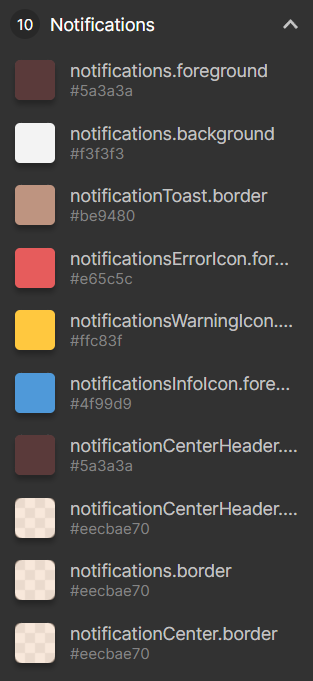 10 Notifications
notifications.foreground
#5a3a3a
notifications.background
#f3f3f3
notificationToast.border
#be9480
notificationsErrorIcon.for...
#e65c5c
notificationsWarningIcon....
#ffc83f
notificationsInfoIcon.fore...
#4f99d9
notificationCenterHeader....
#5a3a3a
notificationCenterHeader....
#eecbae70
notifications.border
#eecbae70
notificationCenter.border
#eecbae70